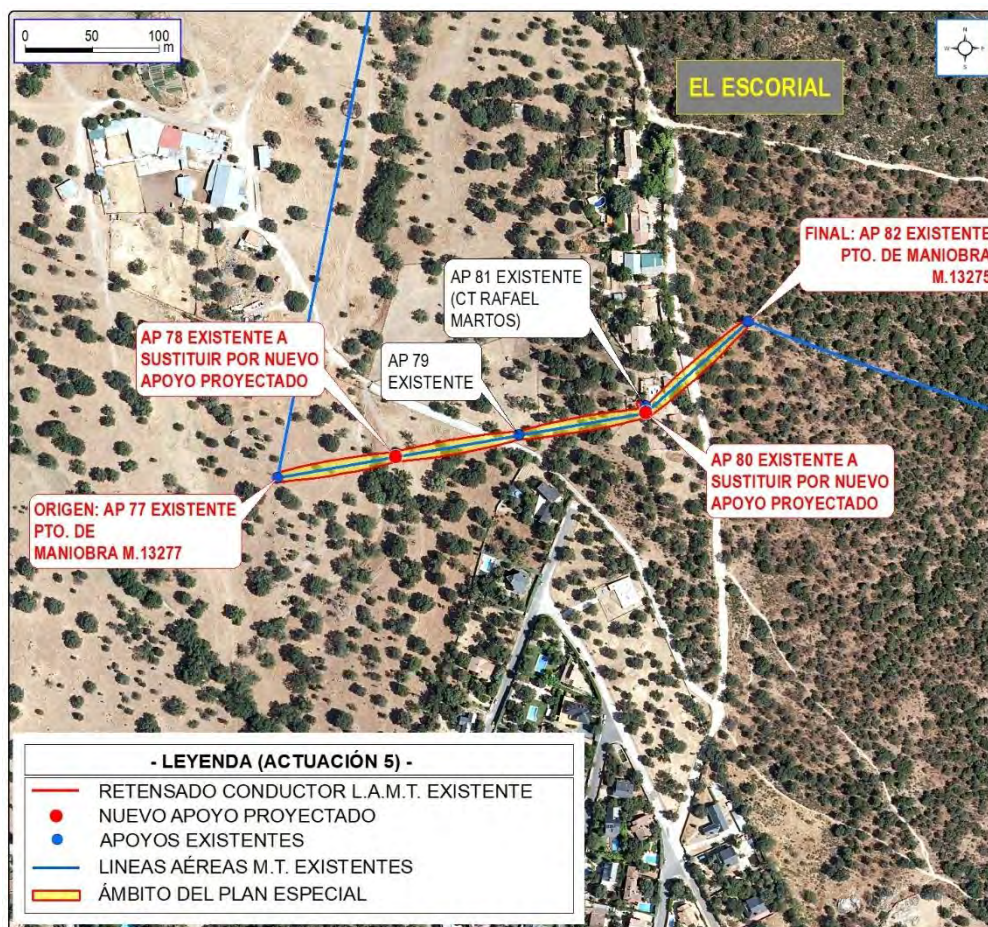 0 50 100
m
N
W E
S
EL ESCORIAL
FINAL: AP 82 EXISTENTE
PTO. DE MANIOBRA
M.13275
AP 81 EXISTENTE
(CT RAFAEL
MARTOS)
AP 78 EXISTENTE A
SUSTITUIR POR NUEVO
APOYO PROYECTADO
AP 79
EXISTENTE
AP 80 EXISTENTE A
SUSTITUIR POR NUEVO
APOYO PROYECTADO
ORIGEN: AP 77 EXISTENTE
PTO. DE
MANIOBRA M.13277
- LEYENDA (ACTUACIÓN 5) -
RETENSADO CONDUCTOR L.A.M.T. EXISTENTE
NUEVO APOYO PROYECTADO
APOYOS EXISTENTES
LINEAS AÉREAS M.T. EXISTENTES
ÁMBITO DEL PLAN ESPECIAL